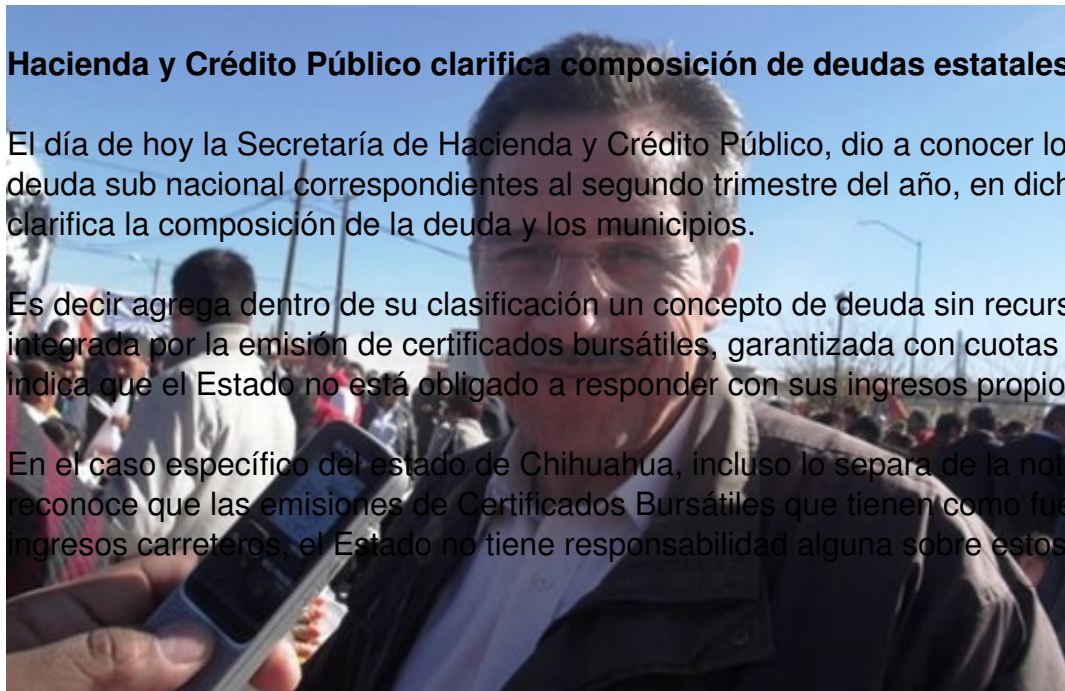 Hacienda y Crédito Público clarifica composición de deudas estatales
El día de hoy la Secretaría de Hacienda y Crédito Público, dio a conocer lo
deuda sub nacional correspondientes al segundo trimestre del año, en dich
clarifica la composición de la deuda y los municipios.
Es decir agrega dentro de su clasificación un concepto de deuda sin recurs
integrada por la emisión de certificados bursátiles, garantizada con cuotas
indica que el Estado no está obligado a responder con sus ingresos propio
En el caso específico del estado de Chihuahua, incluso lo separa de la not
reconoce que las emisiones de Certificados Bursátiles que tienen como fue
ingresos carreteros, el Estado no tiene responsabilidad alguna sobre estos